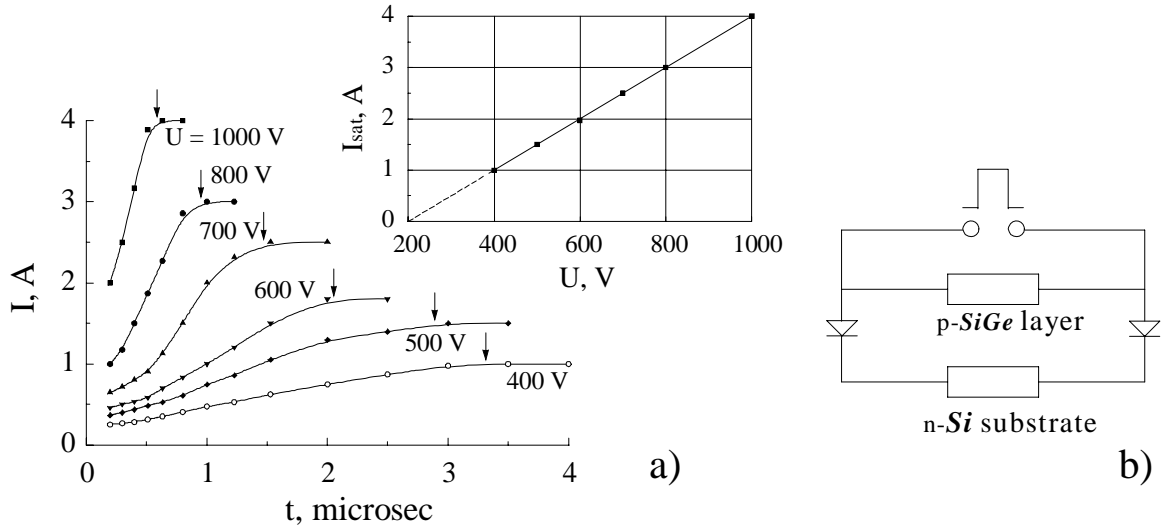 I, A
4
3
2
1
0
0 1 2 3 4
t, microsec
U = 1000 V
800 V
700 V
600 V
500 V
400 V
a)
I_sat, A
4
3
2
1
0
200 400 600 800 1000
U, V
p-SiGe layer
n-Si substrate
b)